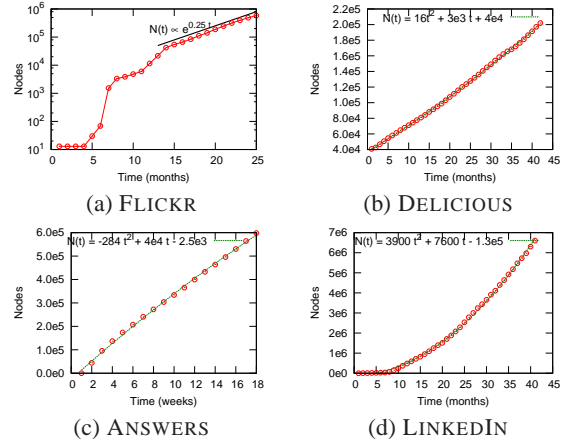 N(t) ∝ e^0.25 t
10^6
10^5
10^4
10^3
10^2
10^1
Nodes
0 5 10 15 20 25
Time (months)
(a) FLICKR
N(t) = 16t^2 + 3e3 t + 4e4
2.2e5
2.0e5
1.8e5
1.6e5
1.4e5
1.2e5
1.0e5
8.0e4
6.0e4
4.0e4
Nodes
0 5 10 15 20 25 30 35 40 45
Time (months)
(b) DELICIOUS
N(t) = -284 t^2 + 4e4 t - 2.5e3
6.0e5
5.0e5
4.0e5
3.0e5
2.0e5
1.0e5
0.0e0
Nodes
0 2 4 6 8 10 12 14 16 18
Time (weeks)
(c) ANSWERS
N(t) = 3900 t^2 + 7600 t - 1.3e5
7e6
6e6
5e6
4e6
3e6
2e6
1e6
0e0
Nodes
0 5 10 15 20 25 30 35 40 45
Time (months)
(d) LINKEDIN